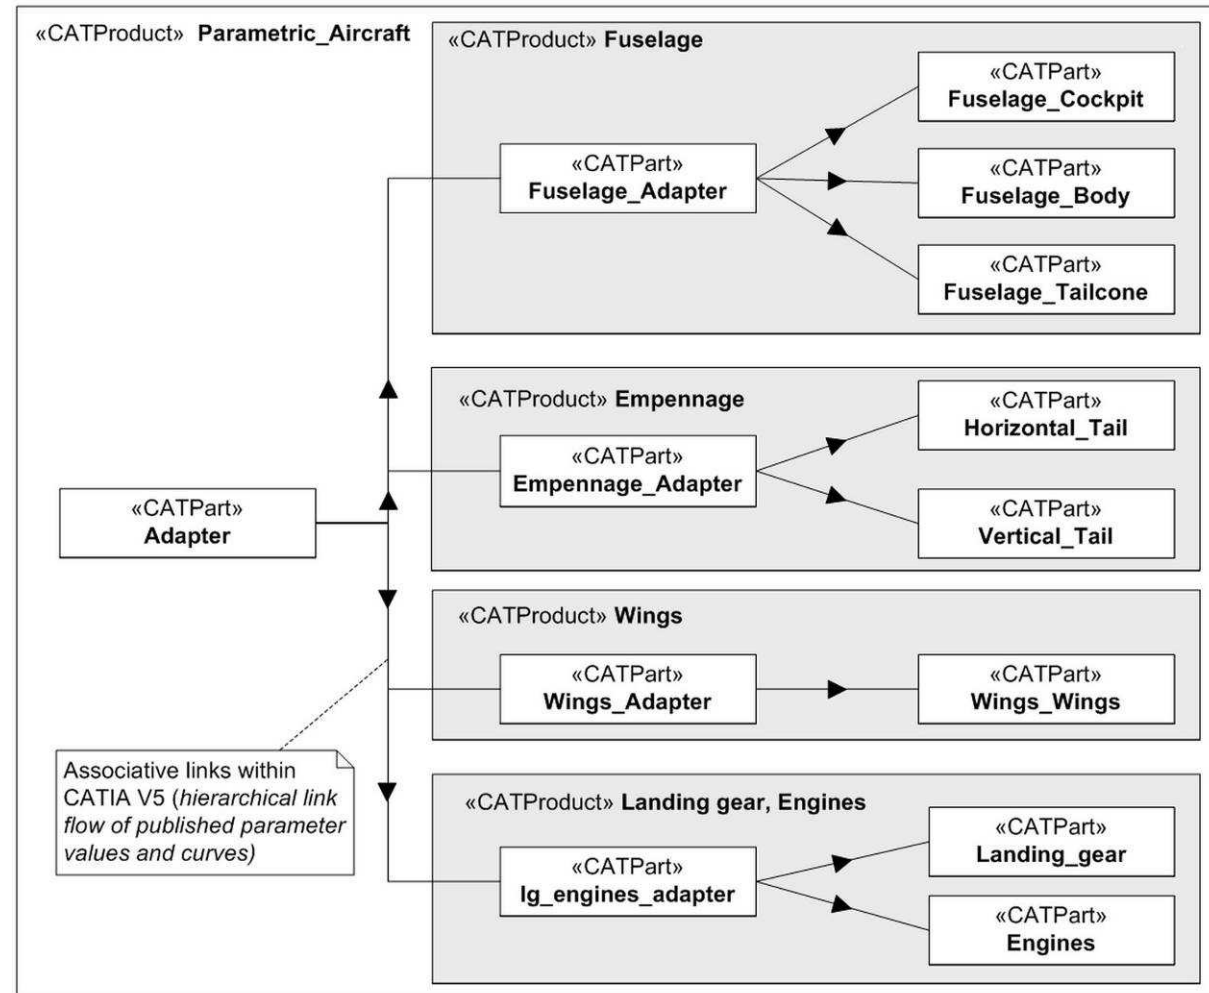 «CATProduct» Parametric_Aircraft
«CATProduct» Fuselage
«CATPart»
Fuselage_Cockpit
«CATPart»
Fuselage_Adapter
«CATPart»
Fuselage_Body
«CATPart»
Fuselage_Tailcone
«CATProduct» Empennage
«CATPart»
Horizontal_Tail
«CATPart»
Empennage_Adapter
«CATPart»
Vertical_Tail
«CATPart»
Adapter
«CATProduct» Wings
«CATPart»
Wings_Adapter
«CATPart»
Wings_Wings
Associative links within
CATIA V5 (hierarchical link
flow of published parameter
values and curves)
«CATProduct» Landing gear, Engines
«CATPart»
Landing_gear
«CATPart»
lg_engines_adapter
«CATPart»
Engines